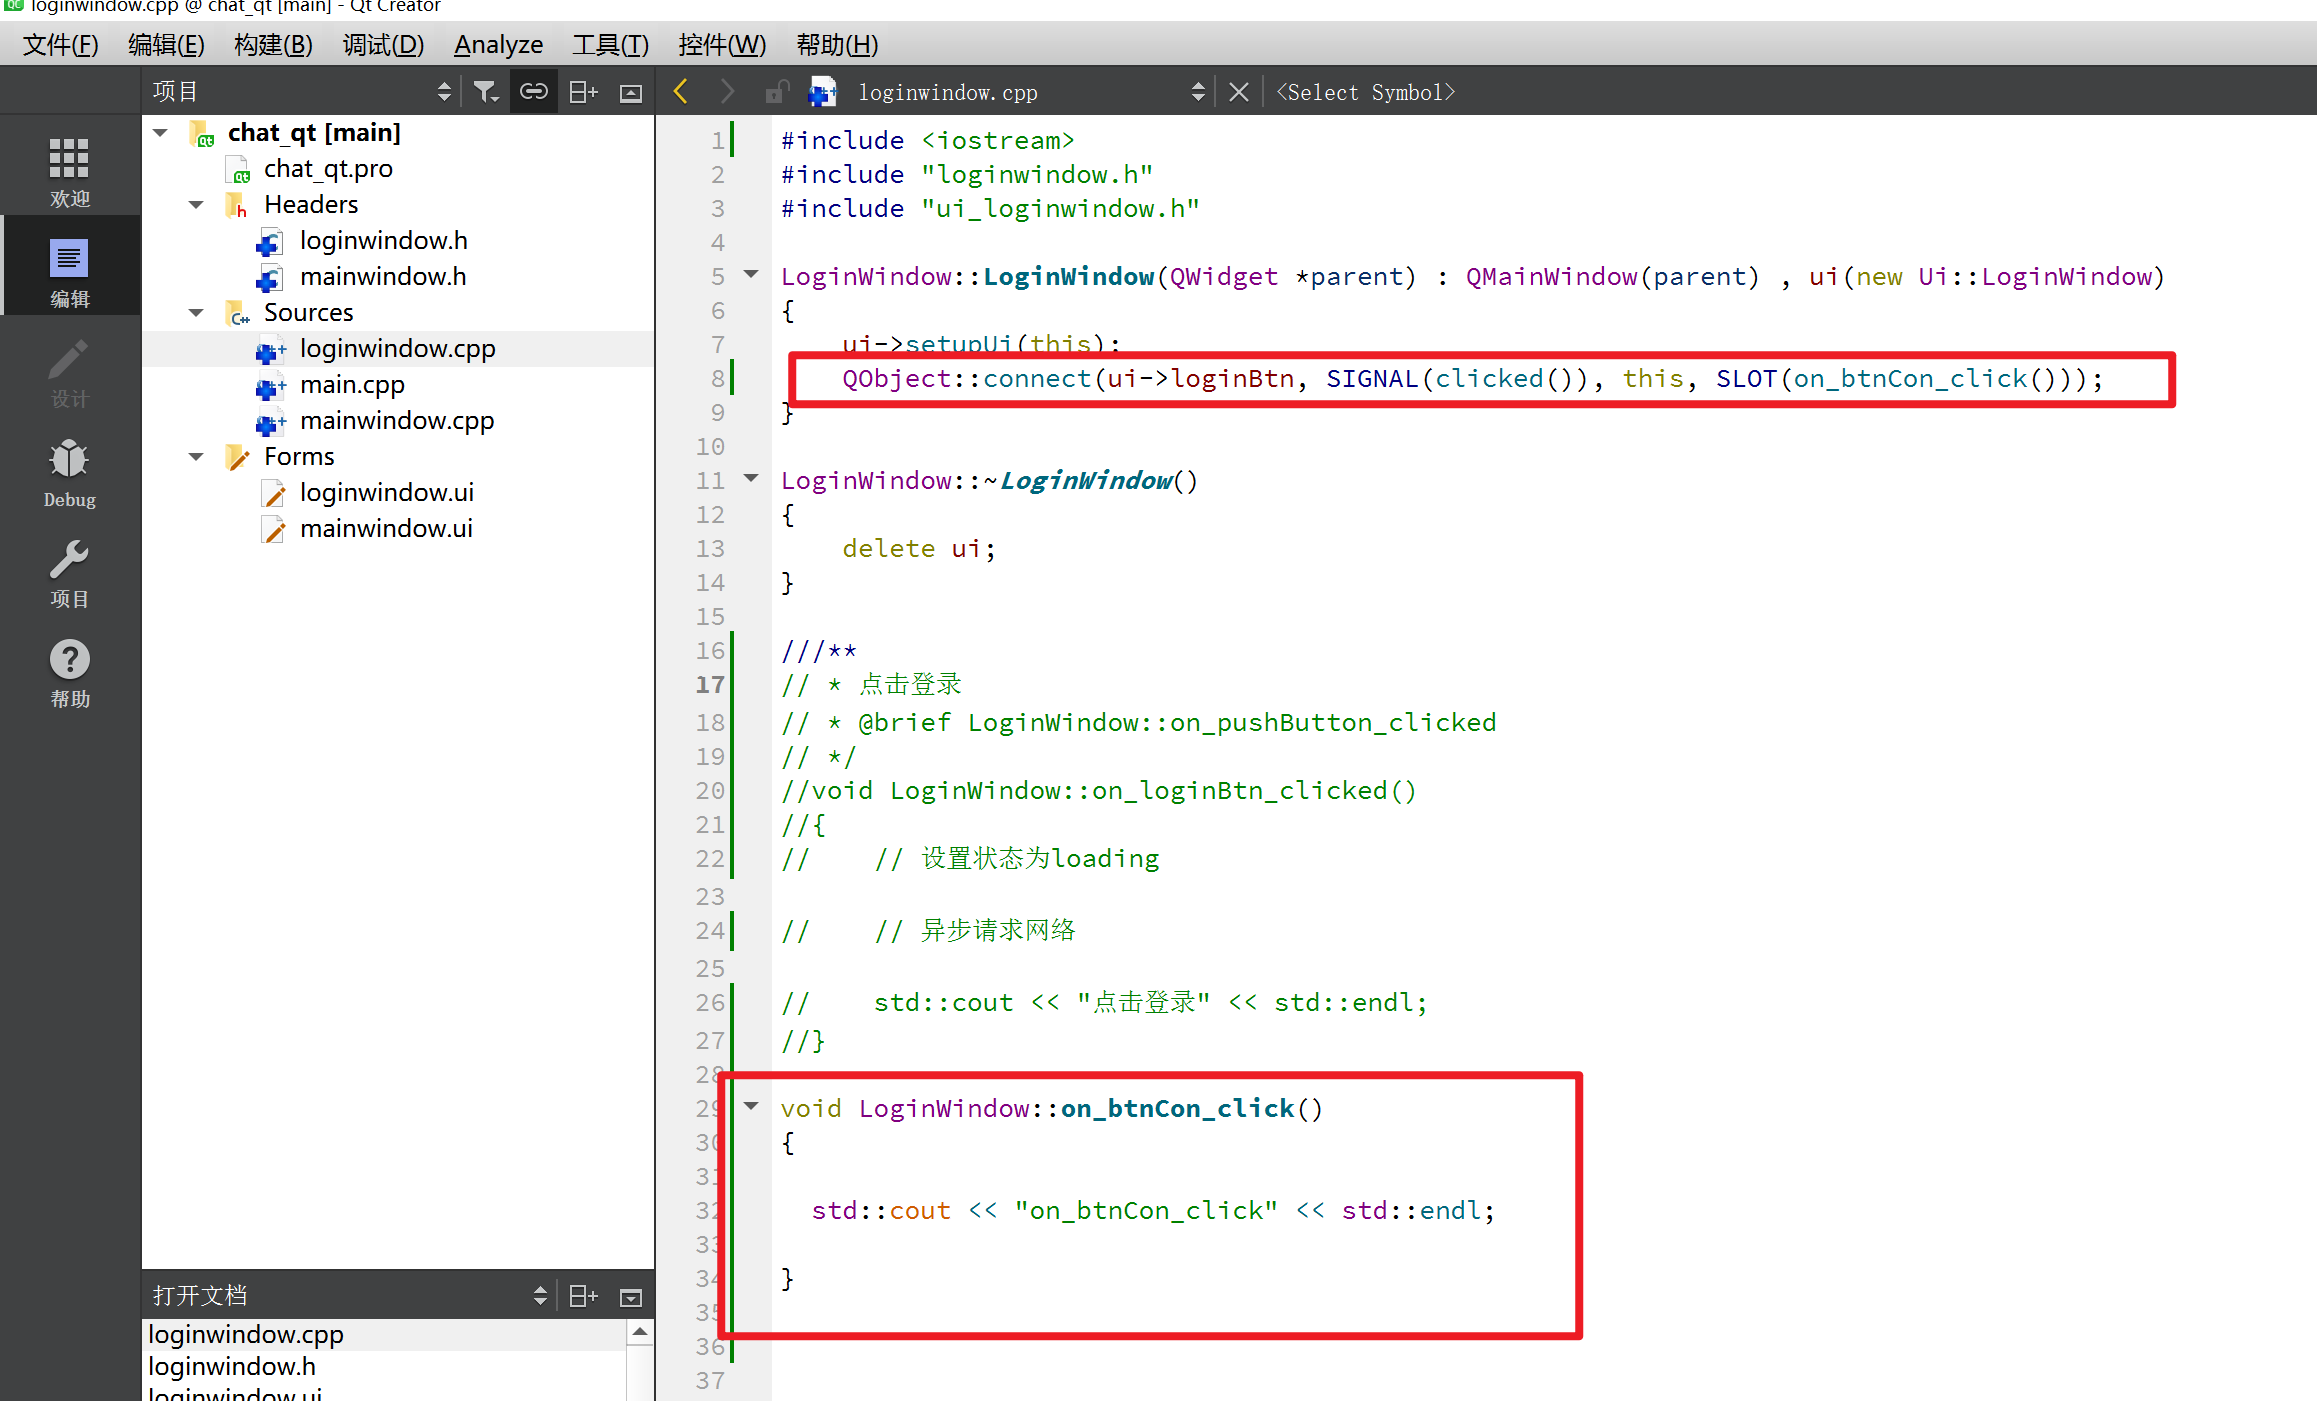 loginwindow.cpp @ chat_qt [main] - Qt Creator
文件(F) 编辑(E) 构建(B) 调试(D) Analyze 工具(T) 控件(W) 帮助(H)
项目
loginwindow.cpp
<Select Symbol>
欢迎
编辑
设计
Debug
项目
帮助
chat_qt [main]
chat_qt.pro
Headers
loginwindow.h
mainwindow.h
Sources
loginwindow.cpp
main.cpp
mainwindow.cpp
Forms
loginwindow.ui
mainwindow.ui
打开文档
loginwindow.cpp
loginwindow.h
loginwindow.ui
1 #include <iostream>
2 #include "loginwindow.h"
3 #include "ui_loginwindow.h"
4
5 LoginWindow::LoginWindow(QWidget *parent) : QMainWindow(parent) , ui(new Ui::LoginWindow)
6 {
7     ui->setupUi(this);
8     QObject::connect(ui->loginBtn, SIGNAL(clicked()), this, SLOT(on_btnCon_click()));
9 }
10
11 LoginWindow::~LoginWindow()
12 {
13     delete ui;
14 }
15
16 ///**
17 // * 点击登录
18 // * @brief LoginWindow::on_pushButton_clicked
19 // */
20 //void LoginWindow::on_loginBtn_clicked()
21 //{
22 //    // 设置状态为loading
23
24 //    // 异步请求网络
25
26 //    std::cout << "点击登录" << std::endl;
27 //}
28
29 void LoginWindow::on_btnCon_click()
30 {
31
32   std::cout << "on_btnCon_click" << std::endl;
33
34 }
35
36
37